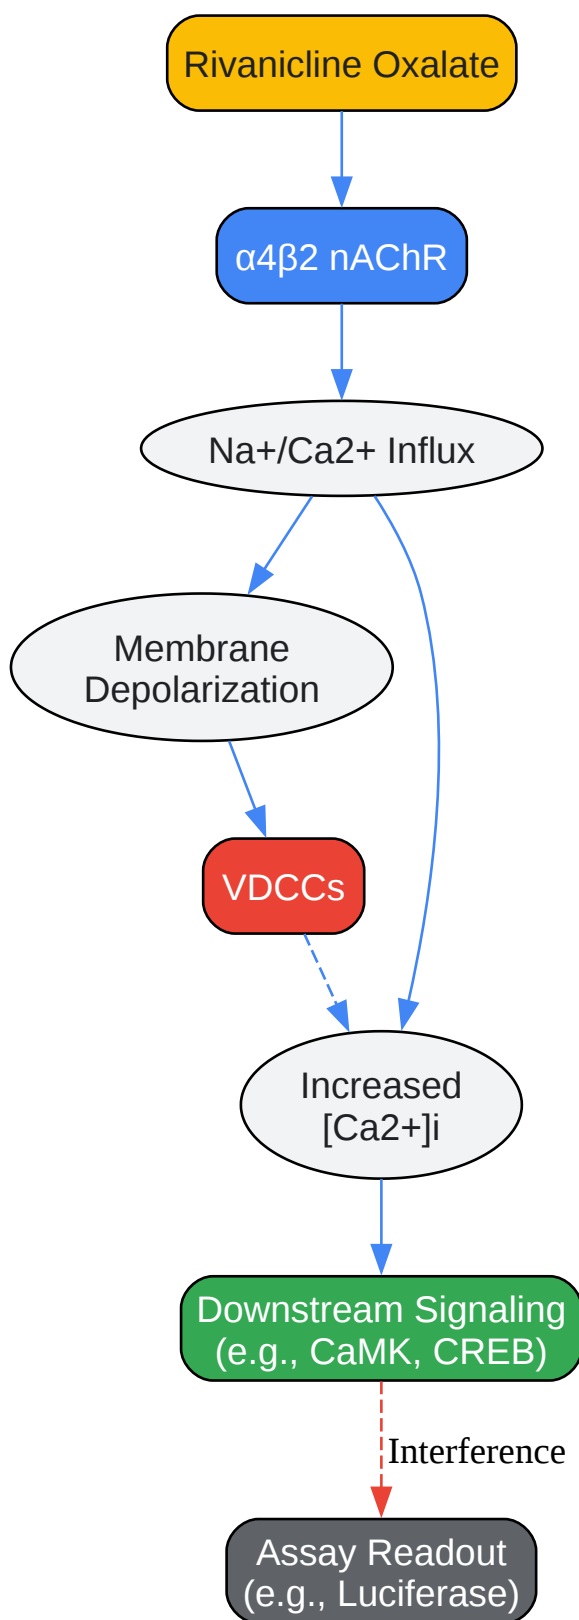 Rivanicline Oxalate
α4β2 nAChR
Na+/Ca2+ Influx
Membrane
Depolarization
VDCCs
Increased
[Ca2+]i
Downstream Signaling
(e.g., CaMK, CREB)
Interference
Assay Readout
(e.g., Luciferase)